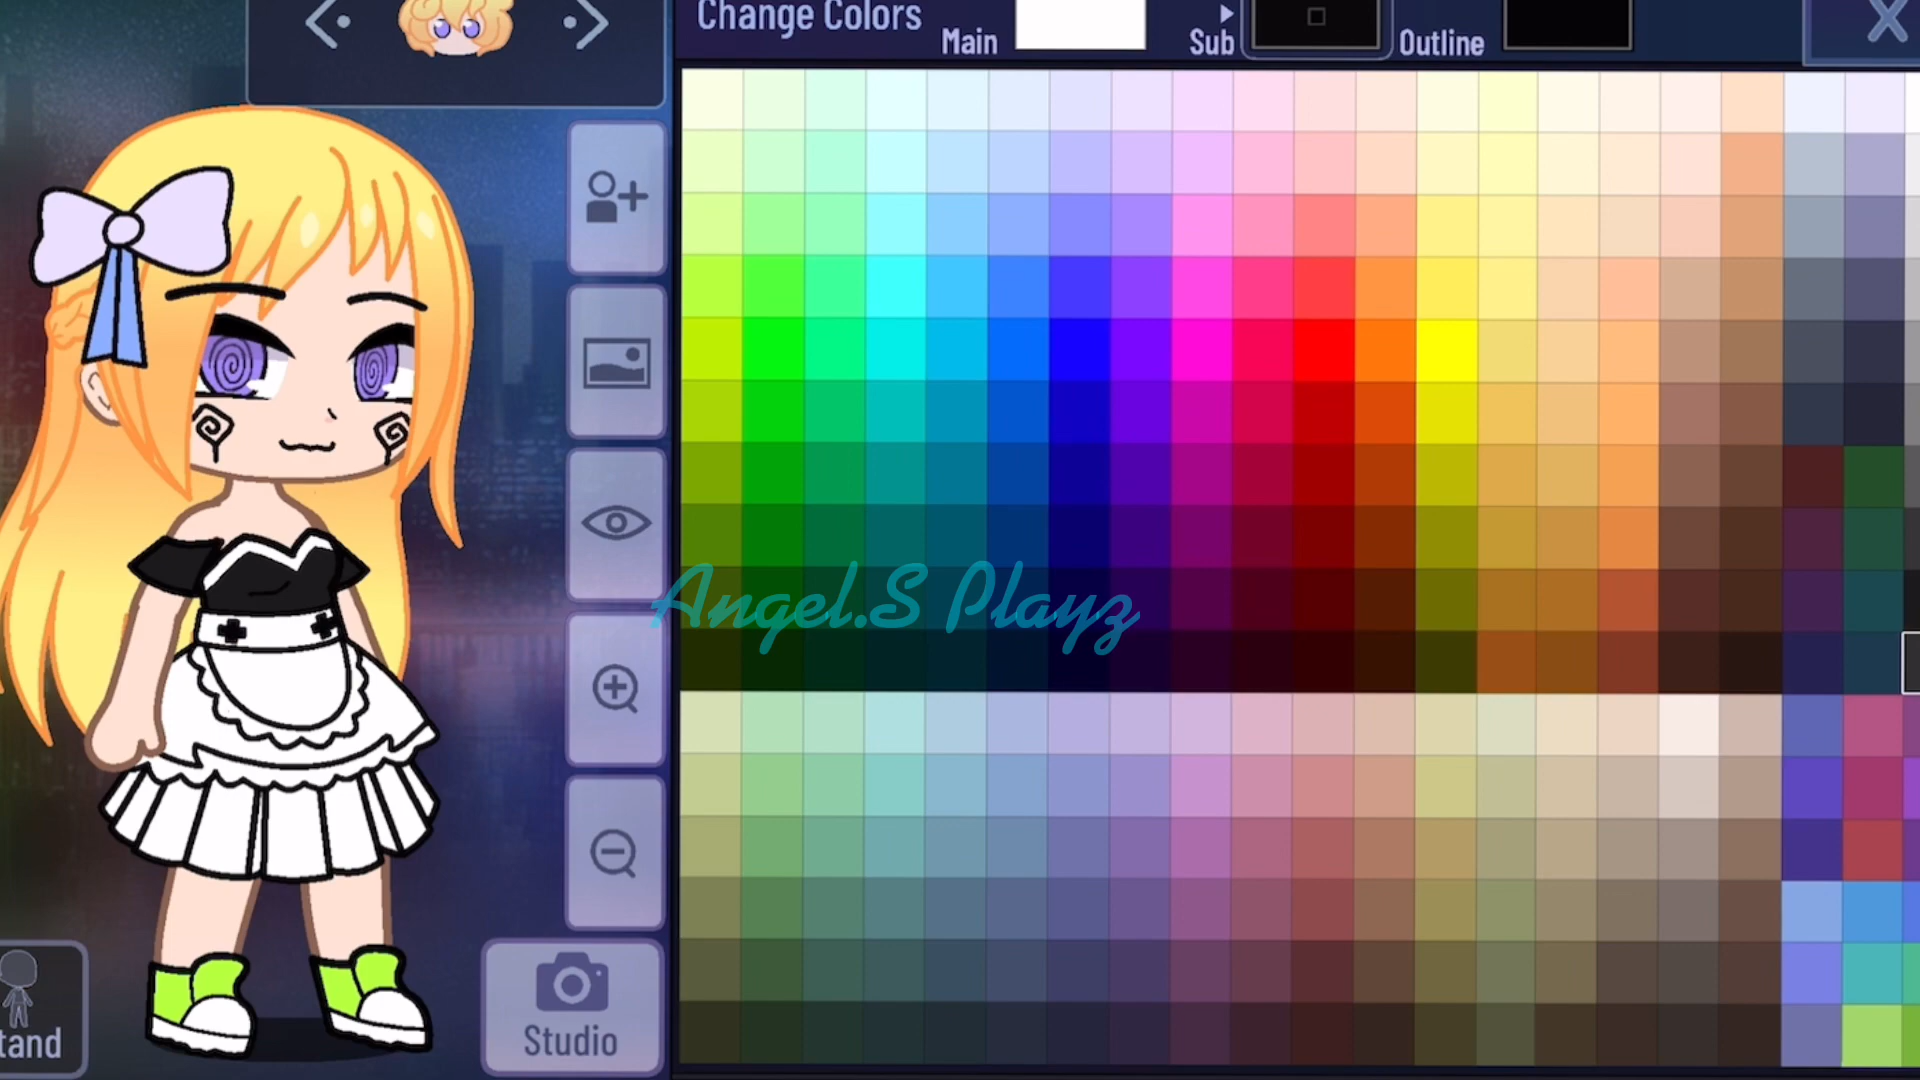 Change Colors
Main
Sub
Outline
X
Angel.S Playz
Studio
tand